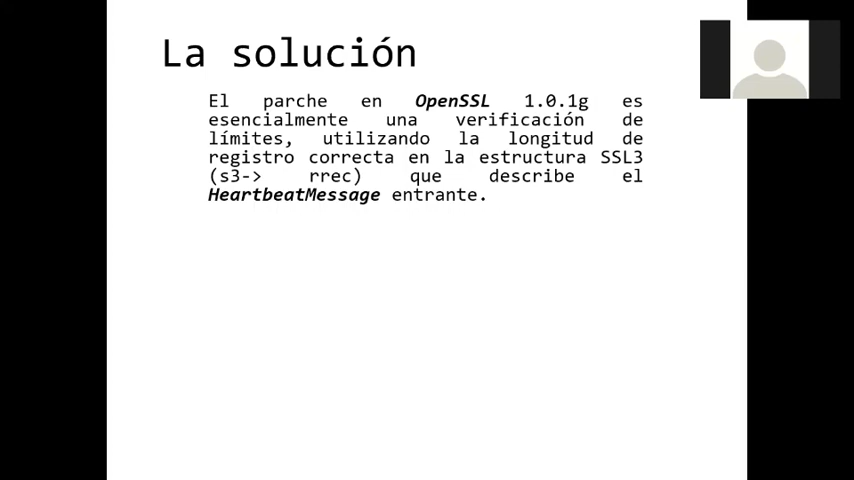 La solución
El parche en OpenSSL 1.0.1g es
esencialmente una verificación de
límites, utilizando la longitud de
registro correcta en la estructura SSL3
(s3-> rrec) que describe el
HeartbeatMessage entrante.